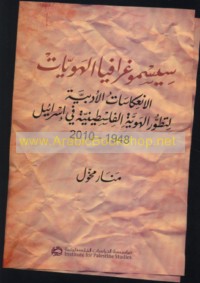 سيسموغرافيا الهويات
الانعكاسات الأدبية
لتطور الهوية الفلسطينية في إسرائيل
1948 - 2010
www.Arabicbookshop.net
منار مخول
مؤسسة الدراسات الفلسطينية
Institute for Palestine Studies